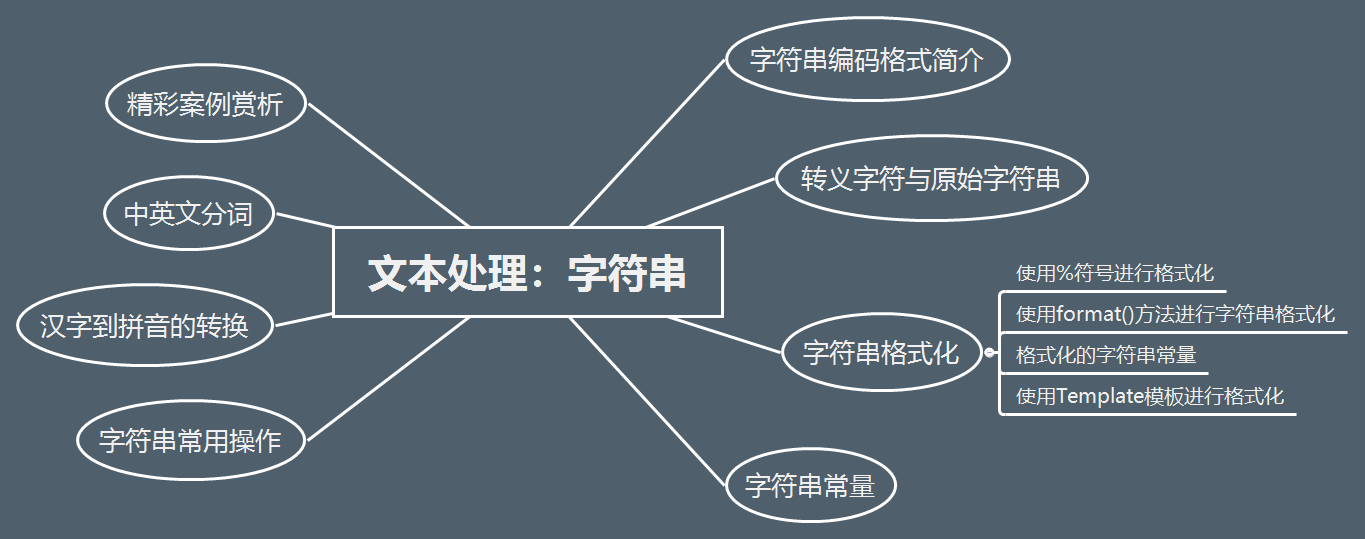 文本处理：字符串
字符串编码格式简介
转义字符与原始字符串
字符串格式化
使用%符号进行格式化
使用format()方法进行字符串格式化
格式化的字符串常量
使用Template模板进行格式化
字符串常量
字符串常用操作
汉字到拼音的转换
中英文分词
精彩案例赏析